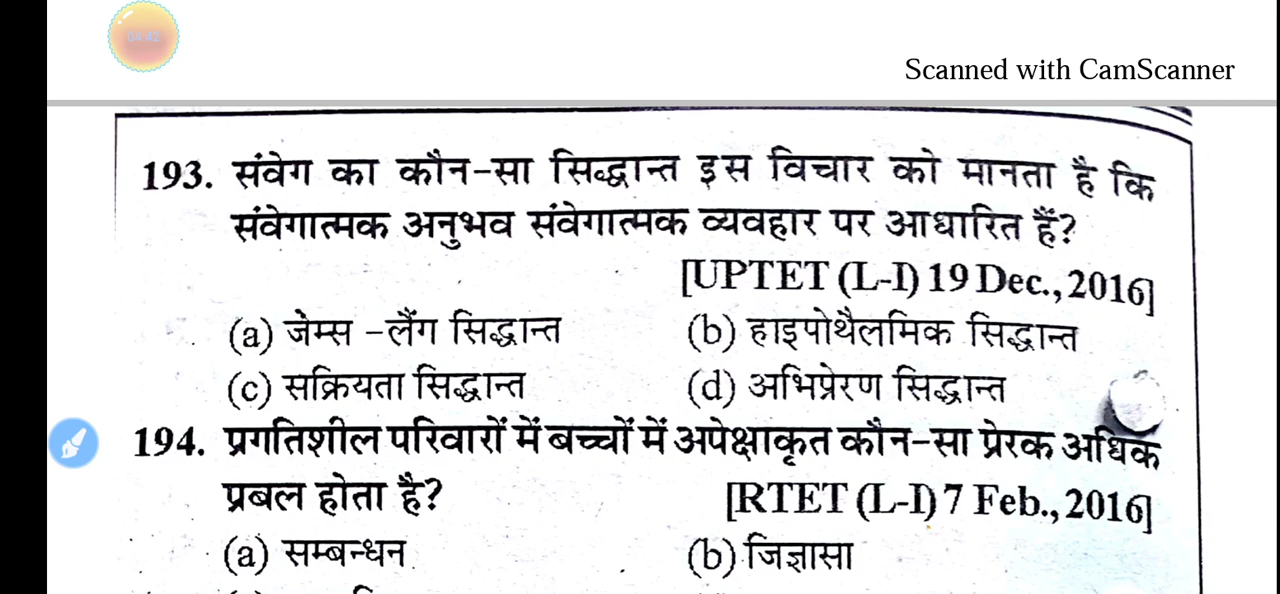 Scanned with CamScanner
193. संवेग का कौन-सा सिद्धान्त इस विचार को मानता है कि
संवेगात्मक अनुभव संवेगात्मक व्यवहार पर आधारित हैं?
[UPTET (L-I) 19 Dec., 2016]
(a) जेम्स -लैंग सिद्धान्त (b) हाइपोथैलमिक सिद्धान्त
(c) सक्रियता सिद्धान्त (d) अभिप्रेरण सिद्धान्त
194. प्रगतिशील परिवारों में बच्चों में अपेक्षाकृत कौन-सा प्रेरक अधिक
प्रबल होता है? [RTET (L-I) 7 Feb., 2016]
(a) सम्बन्धन (b) जिज्ञासा